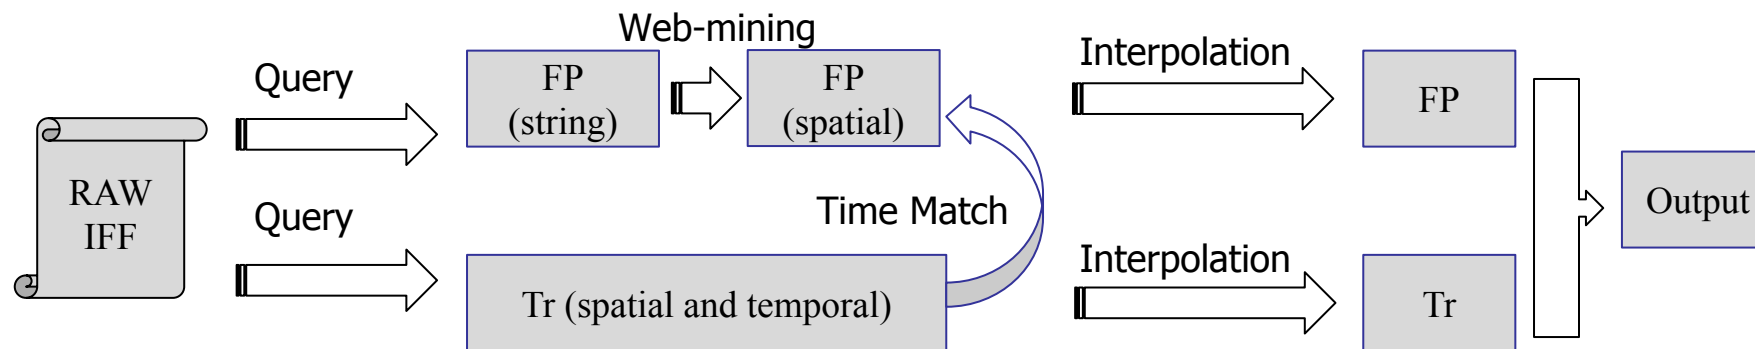 RAW
IFF
Query
FP
(string)
Web-mining
FP
(spatial)
Interpolation
FP
Query
Tr (spatial and temporal)
Time Match
Interpolation
Tr
Output